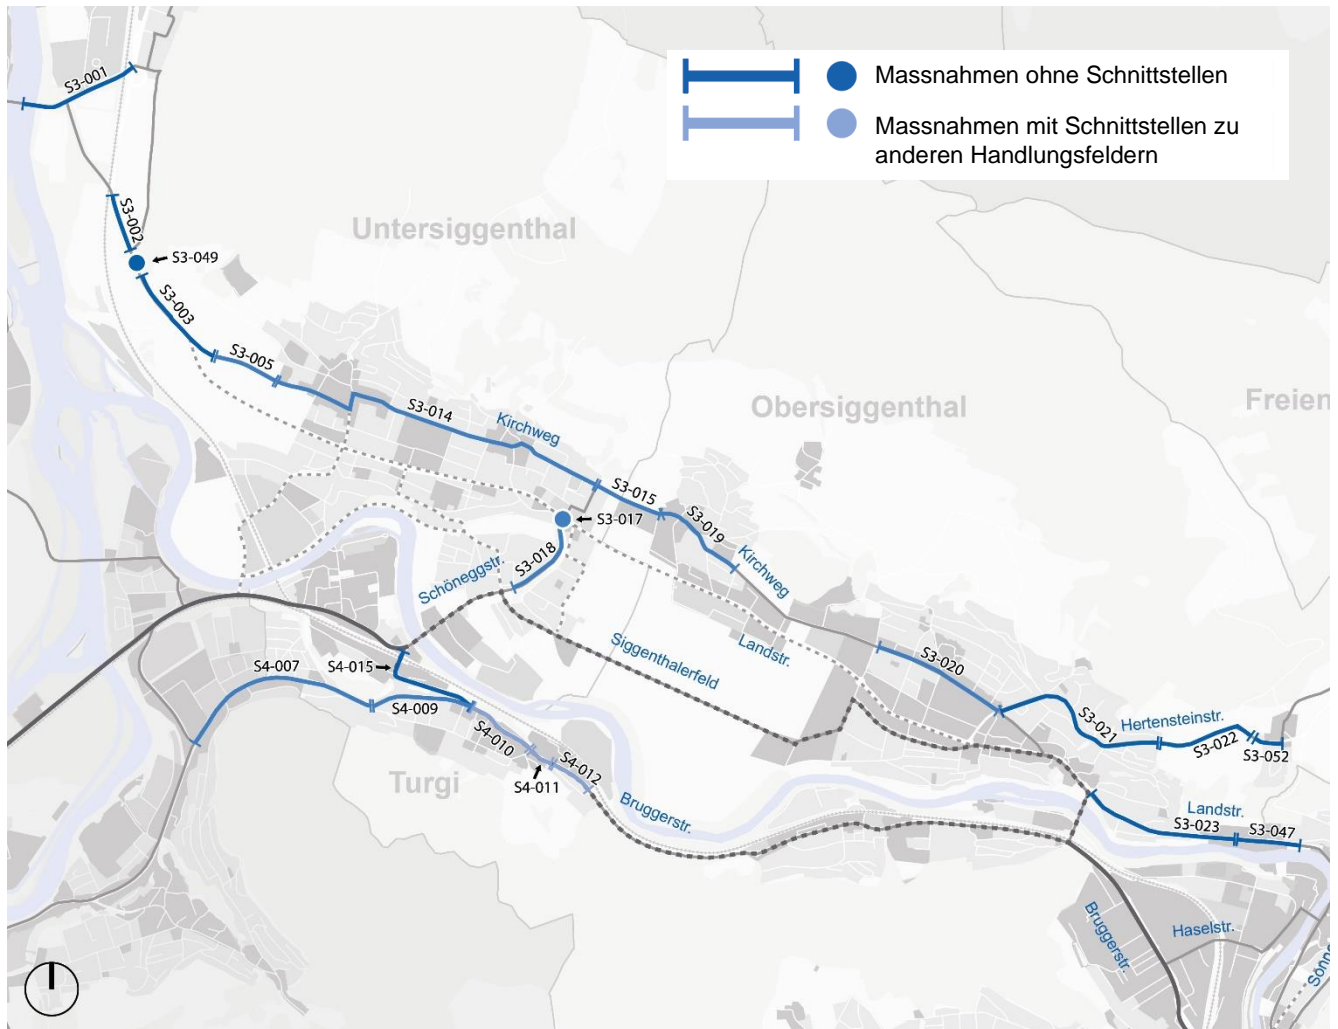 S3-001
Massnahmen ohne Schnittstellen
Massnahmen mit Schnittstellen zu
anderen Handlungsfeldern
S3-002
Untersiggenthal
S3-049
S3-003
S3-005
S3-014
Kirchweg
Obersiggenthal
Freien
S3-015
S3-017
S3-019
S3-018
Kirchweg
Schöneggstr.
Siggenthalerfeld
Landstr.
S4-007
S4-015
S3-020
S4-009
S3-021
Hertensteinstr.
S3-022
S3-052
S4-010
S4-011
S4-012
Turgi
Bruggerstr.
Landstr.
S3-023
S3-047
Bruggerstr.
Haselstr.
Sonne